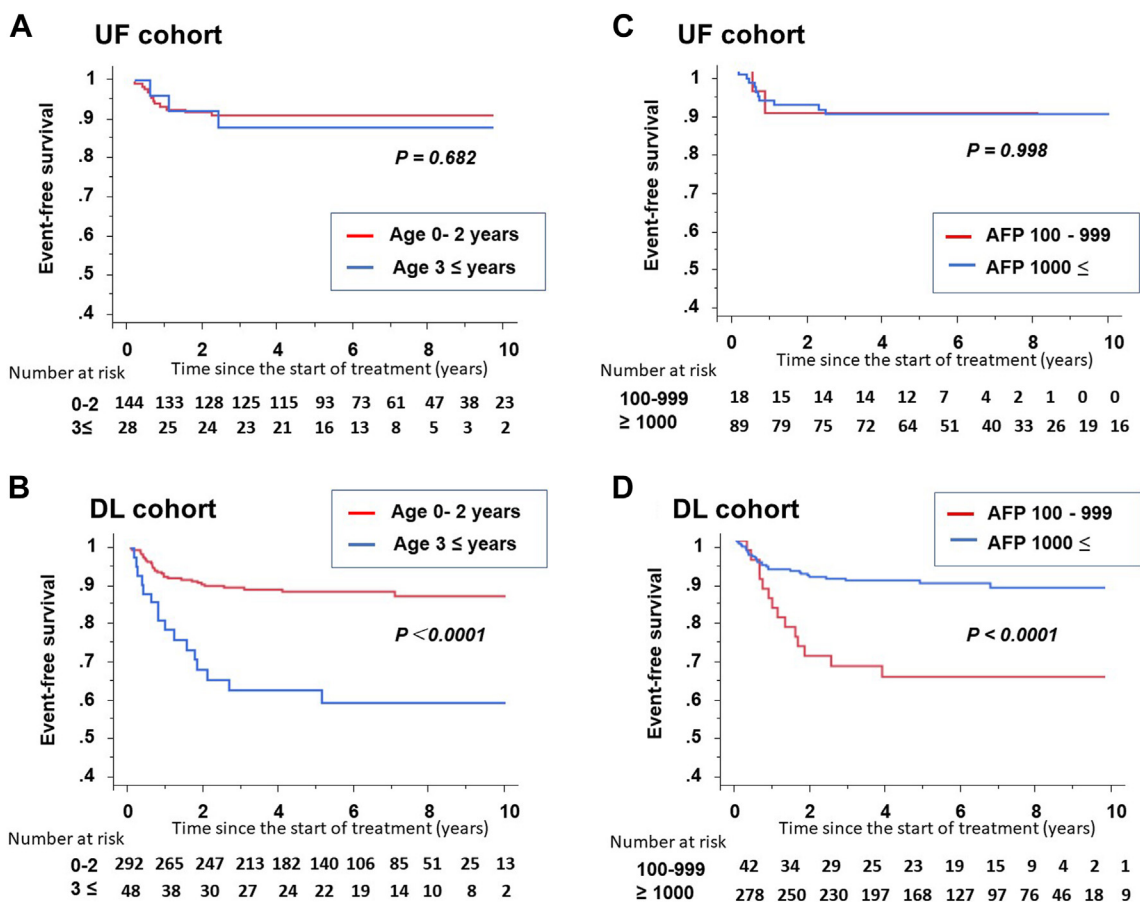 A
UF cohort
Event-free survival
1
.9
.8
.7
.6
.5
.4
P = 0.682
Age 0- 2 years
Age 3 ≤ years
0 2 4 6 8 10
Time since the start of treatment (years)
Number at risk
0-2 144 133 128 125 115 93 73 61 47 38 23
3≤ 28 25 24 23 21 16 13 8 5 3 2
C
UF cohort
Event-free survival
1
.9
.8
.7
.6
.5
.4
P = 0.998
AFP 100 - 999
AFP 1000 ≤
0 2 4 6 8 10
Time since the start of treatment (years)
Number at risk
100-999 18 15 14 14 12 7 4 2 1 0 0
≥ 1000 89 79 75 72 64 51 40 33 26 19 16
B
DL cohort
Event-free survival
1
.9
.8
.7
.6
.5
.4
Age 0- 2 years
Age 3 ≤ years
P<0.0001
0 2 4 6 8 10
Time since the start of treatment (years)
Number at risk
0-2 292 265 247 213 182 140 106 85 51 25 13
3 ≤ 48 38 30 27 24 22 19 14 10 8 2
D
DL cohort
Event-free survival
1
.9
.8
.7
.6
.5
.4
AFP 100 - 999
AFP 1000 ≤
P < 0.0001
0 2 4 6 8 10
Time since the start of treatment (years)
Number at risk
100-999 42 34 29 25 23 19 15 9 4 2 1
≥ 1000 278 250 230 197 168 127 97 76 46 18 9